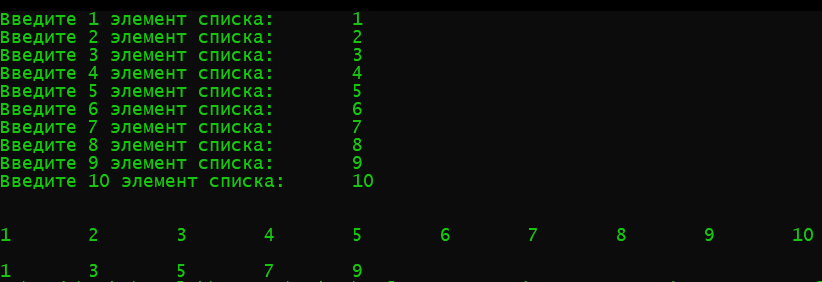 Введите 1 элемент списка: 1
Введите 2 элемент списка: 2
Введите 3 элемент списка: 3
Введите 4 элемент списка: 4
Введите 5 элемент списка: 5
Введите 6 элемент списка: 6
Введите 7 элемент списка: 7
Введите 8 элемент списка: 8
Введите 9 элемент списка: 9
Введите 10 элемент списка: 10
1 2 3 4 5 6 7 8 9 10
1 3 5 7 9